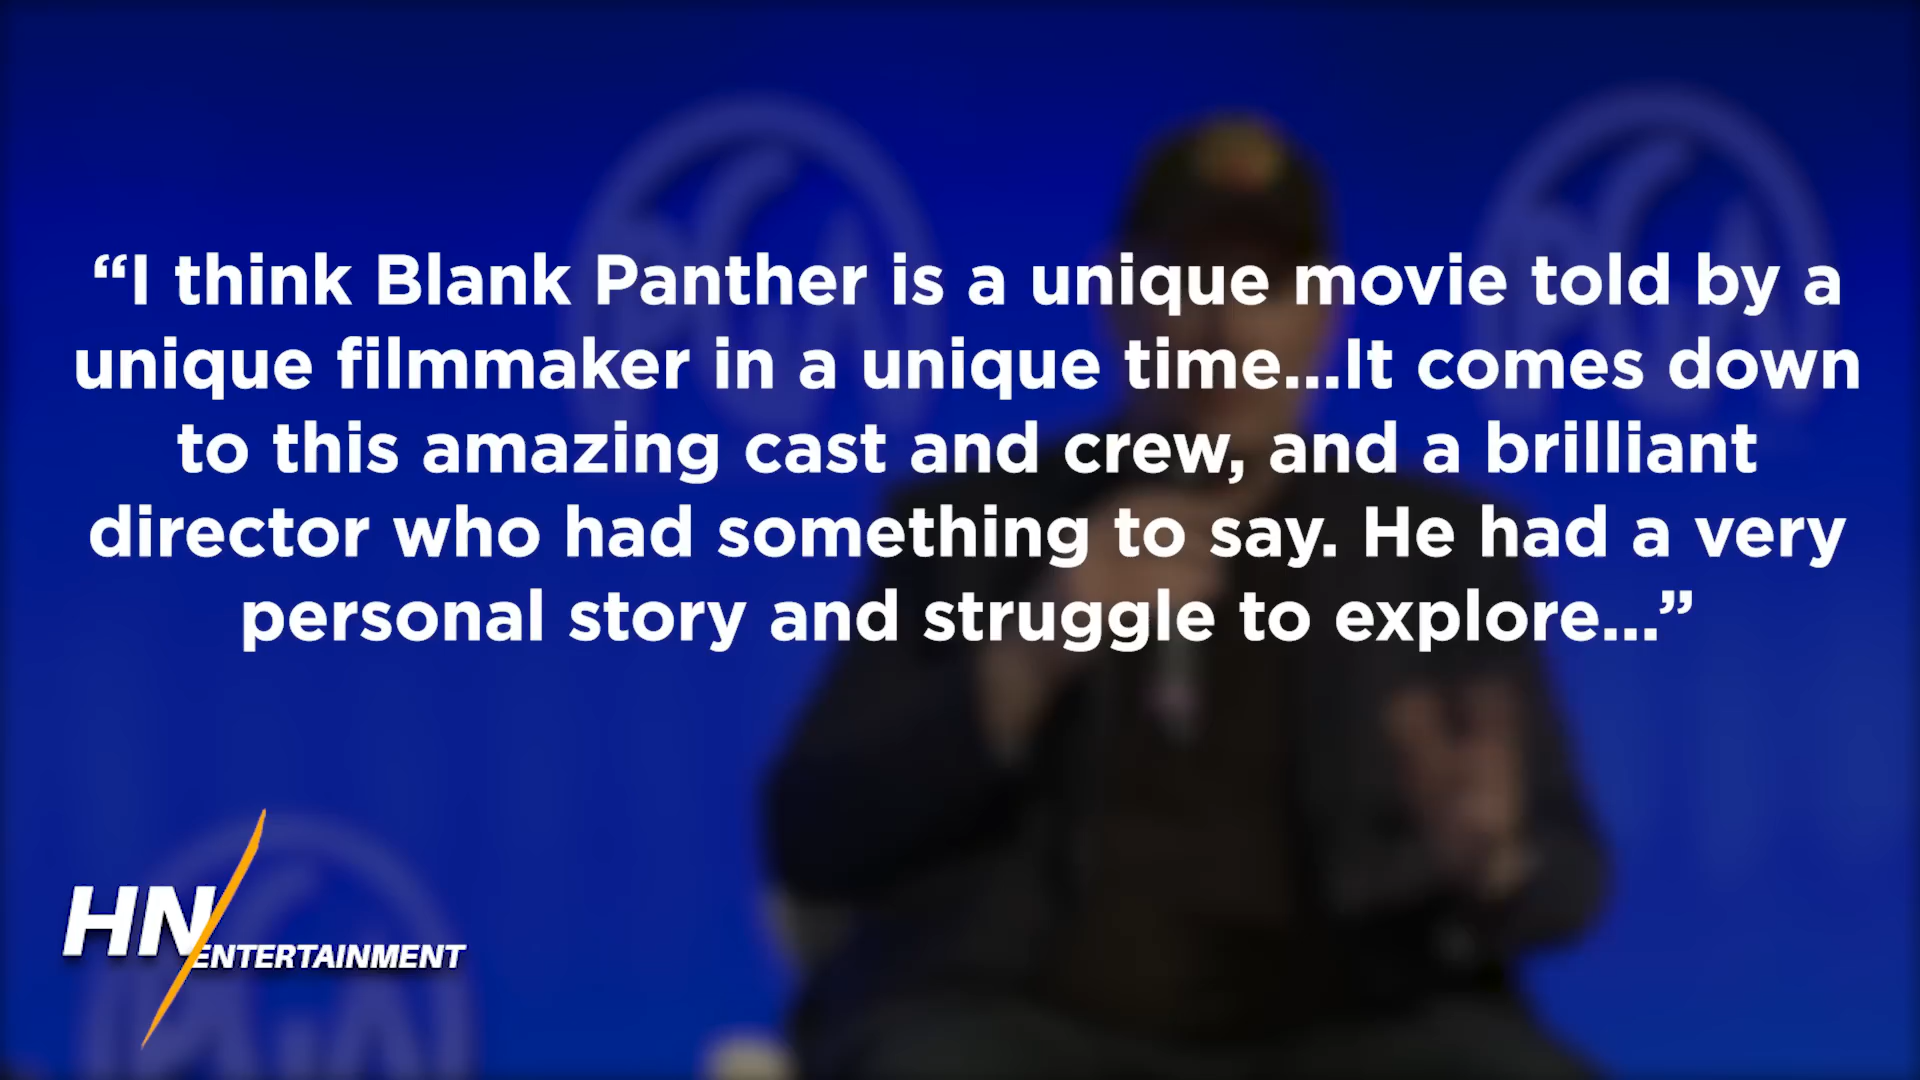 “I think Blank Panther is a unique movie told by a
unique filmmaker in a unique time...It comes down
to this amazing cast and crew, and a brilliant
director who had something to say. He had a very
personal story and struggle to explore...”
HN
ENTERTAINMENT